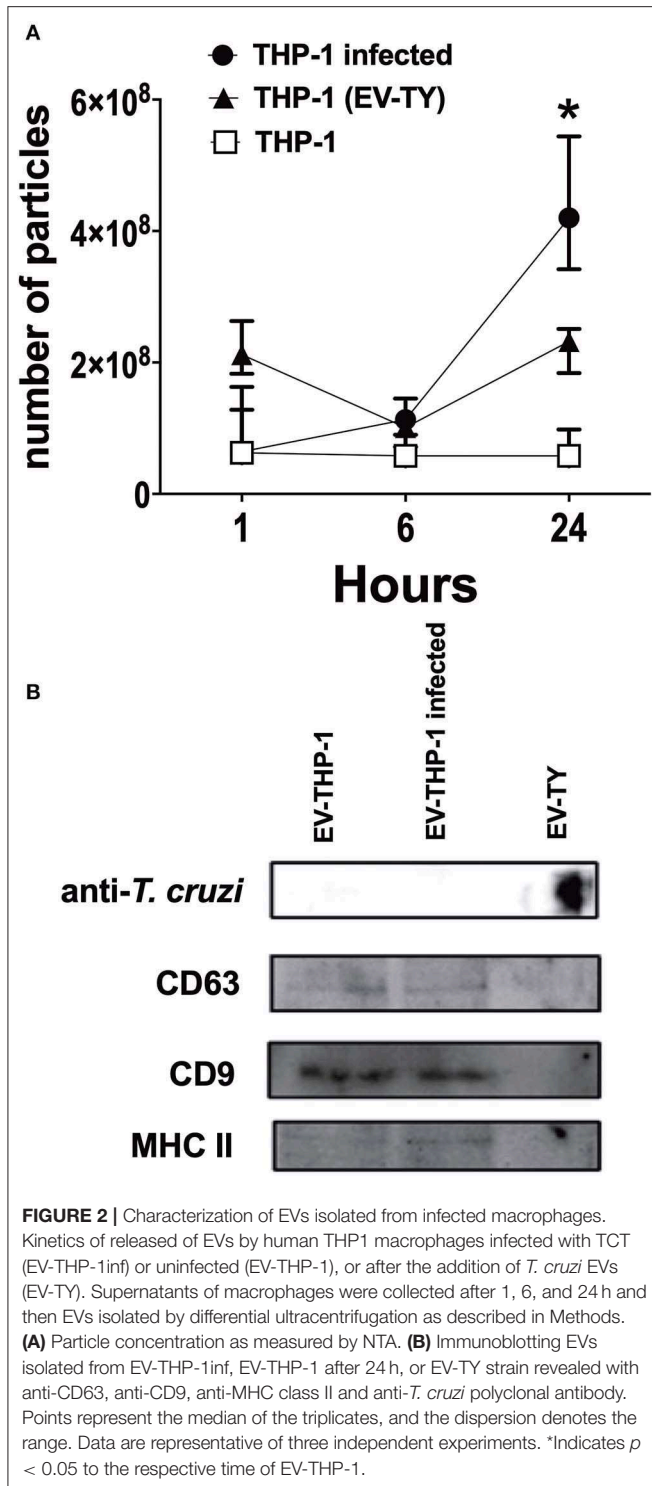 A
THP-1 infected
THP-1 (EV-TY)
THP-1
6×10⁸
4×10⁸
2×10⁸
0
number of particles
*
1 6 24
Hours
B
EV-THP-1
EV-THP-1 infected
EV-TY
anti-T. cruzi
CD63
CD9
MHC II
FIGURE 2 | Characterization of EVs isolated from infected macrophages.
Kinetics of released of EVs by human THP1 macrophages infected with TCT
(EV-THP-1inf) or uninfected (EV-THP-1), or after the addition of T. cruzi EVs
(EV-TY). Supernatants of macrophages were collected after 1, 6, and 24 h and
then EVs isolated by differential ultracentrifugation as described in Methods.
(A) Particle concentration as measured by NTA. (B) Immunoblotting EVs
isolated from EV-THP-1inf, EV-THP-1 after 24 h, or EV-TY strain revealed with
anti-CD63, anti-CD9, anti-MHC class II and anti-T. cruzi polyclonal antibody.
Points represent the median of the triplicates, and the dispersion denotes the
range. Data are representative of three independent experiments. *Indicates p
< 0.05 to the respective time of EV-THP-1.